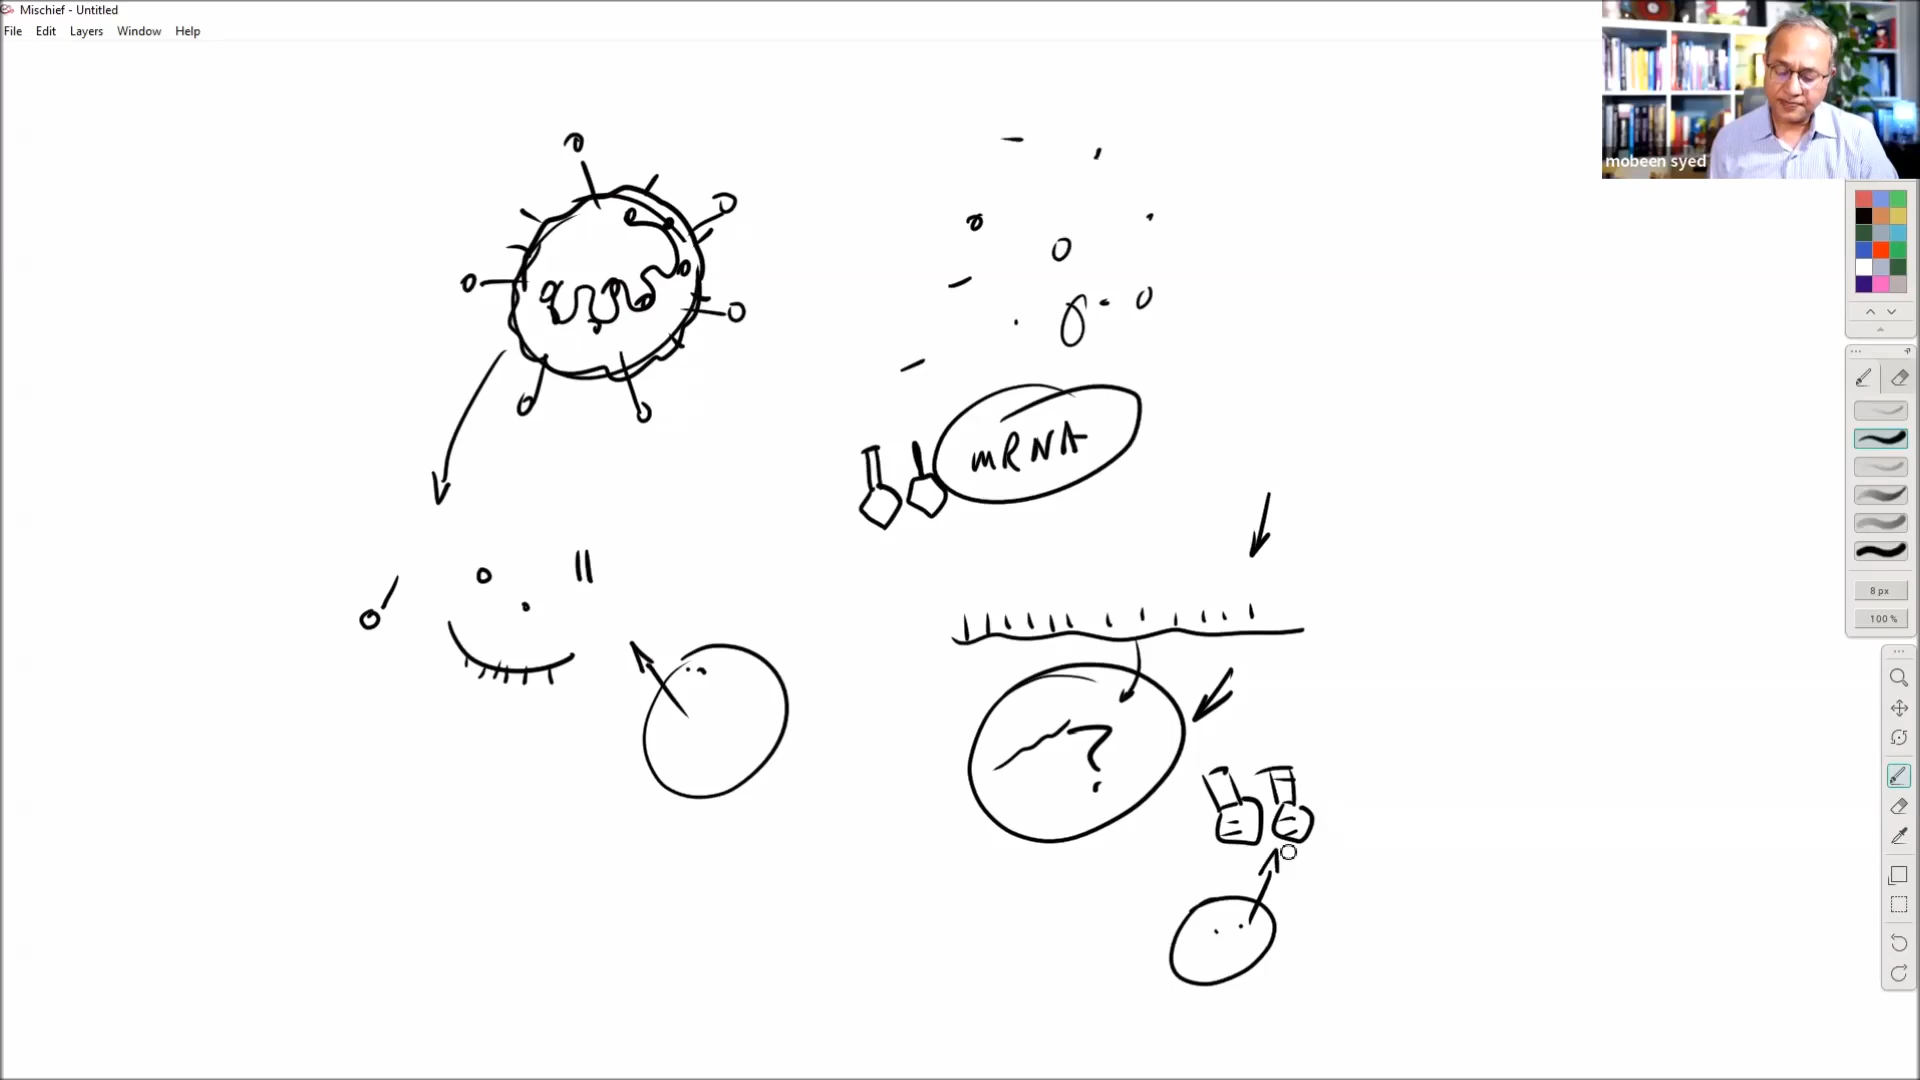 Mischief - Untitled
File Edit Layers Window Help
mobeen syed
mRNA
?
8 px
100 %